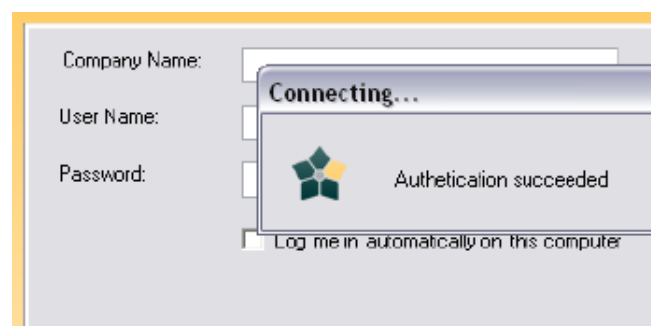 Company Name:
Connecting...
User Name:
Password:
Authetication succeeded
Log me in automatically on this computer